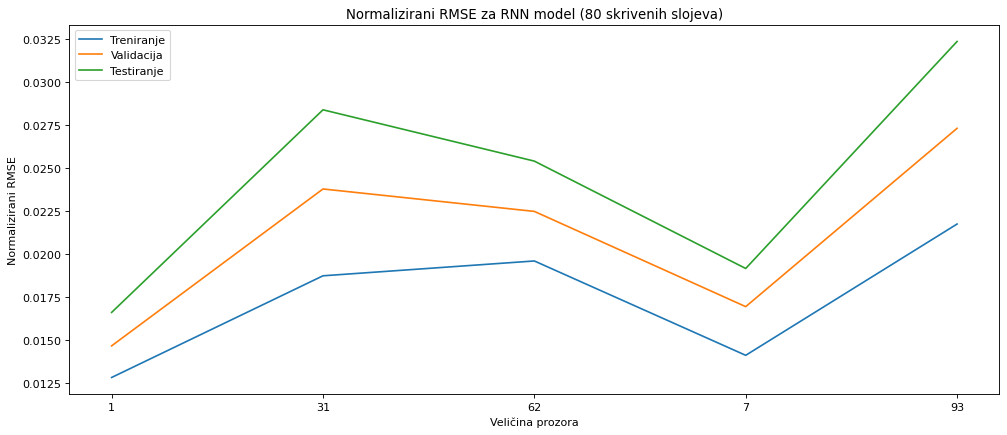 Normalizirani RMSE za RNN model (80 skrivenih slojeva)
Treniranje
Validacija
Testiranje
Normalizirani RMSE
0.0325
0.0300
0.0275
0.0250
0.0225
0.0200
0.0175
0.0150
0.0125
1 31 62 7 93
Veličina prozora